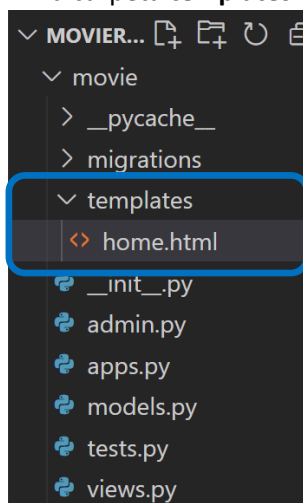 MOVIER...
movie
__pycache__
migrations
templates
<> home.html
__init__.py
admin.py
apps.py
models.py
tests.py
views.py